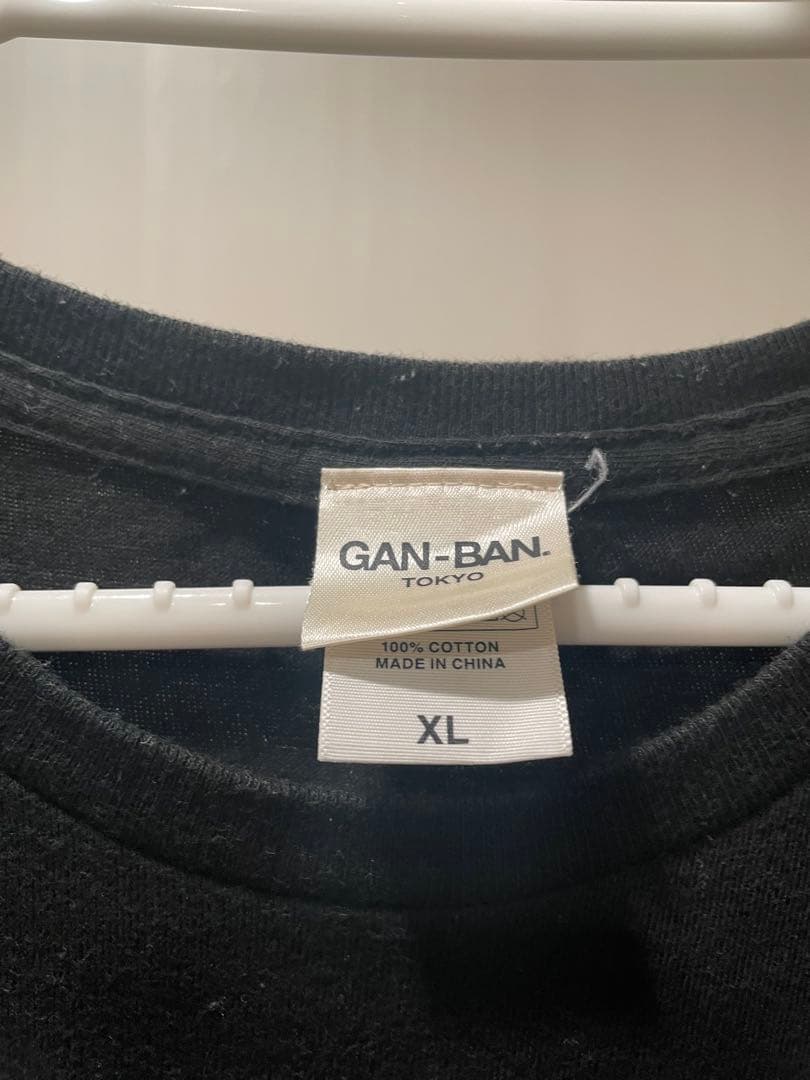 GAN-BAN.
TOKYO
100% COTTON
MADE IN CHINA
XL